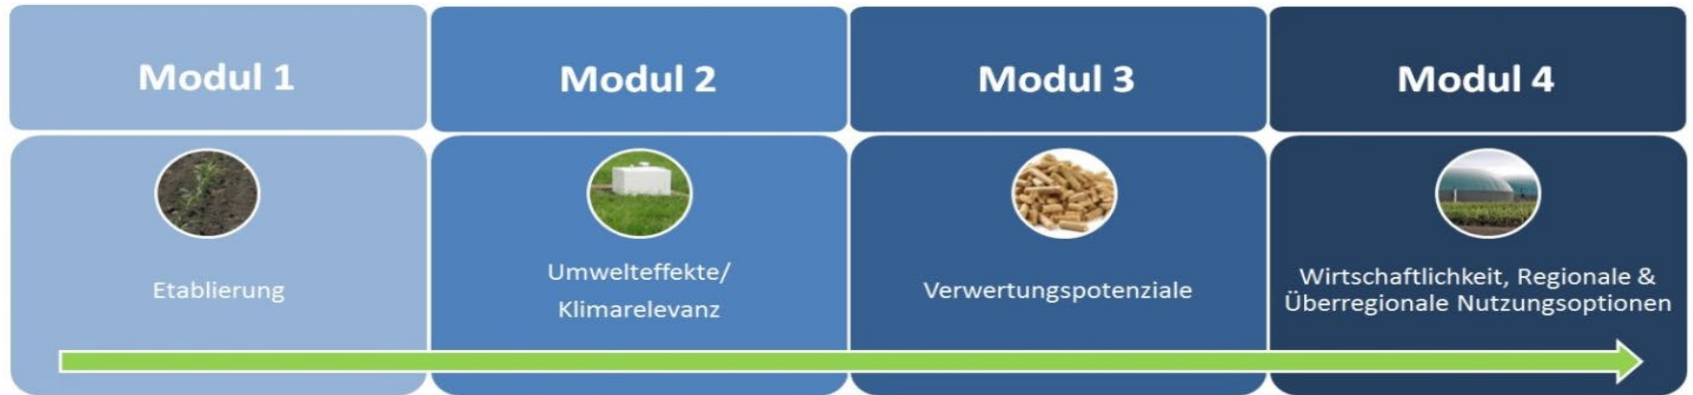 Modul 1
Modul 2
Modul 3
Modul 4
Etablierung
Umwelteffekte/
Klimarelevanz
Verwertungspotenziale
Wirtschaftlichkeit, Regionale &
Überregionale Nutzungsoptionen